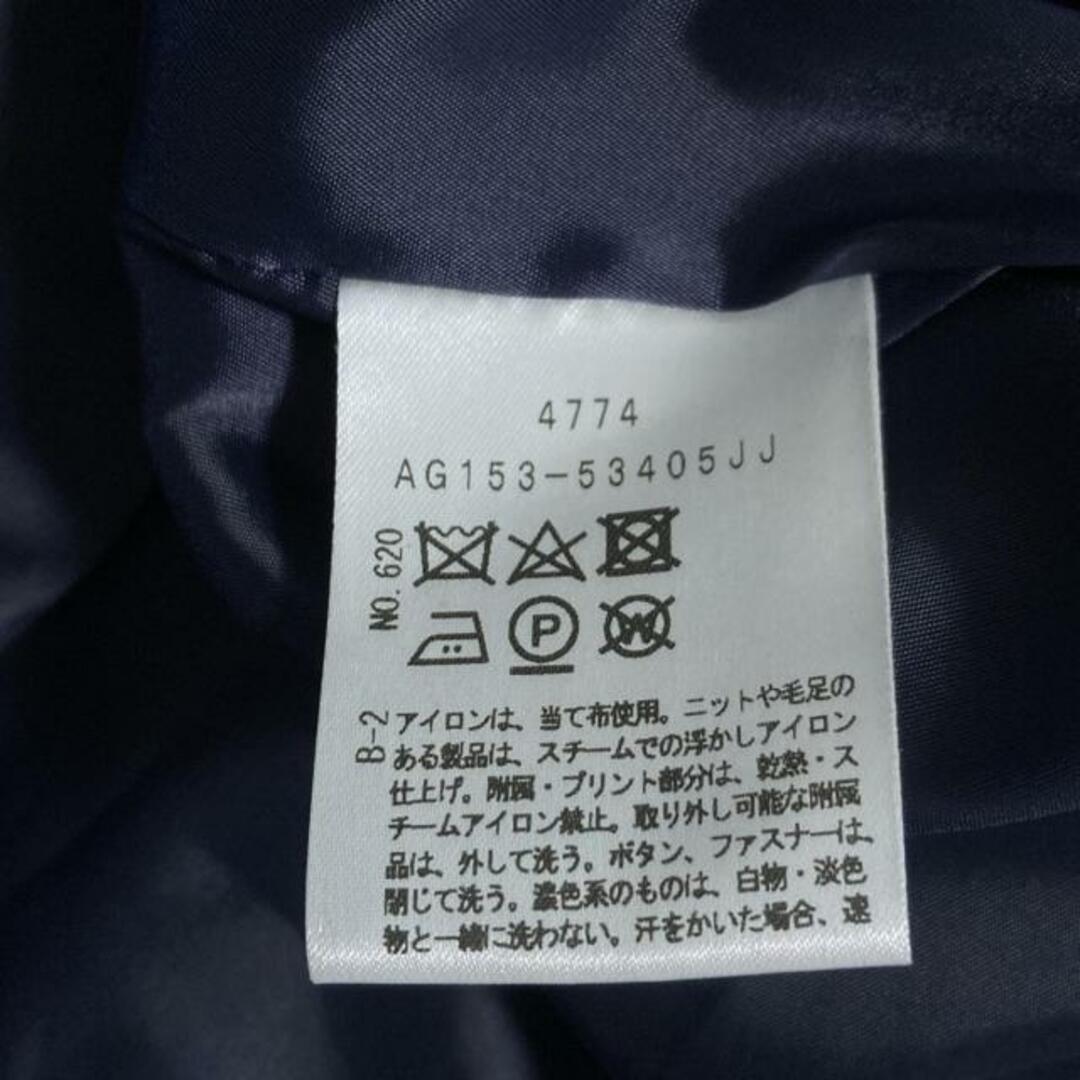 4774
AG153-53405JJ
NO. 620
P
W
B-2
アイロンは、当て布使用。ニットや毛足の
ある製品は、スチームでの浮かしアイロン
仕上げ。附属・プリント部分は、乾熱・ス
チームアイロン禁止。取り外し可能な附属
品は、外して洗う。ボタン、ファスナーは、
閉じて洗う。濃色系のものは、白物・淡色
物と一緒に洗わない。汗をかいた場合、速